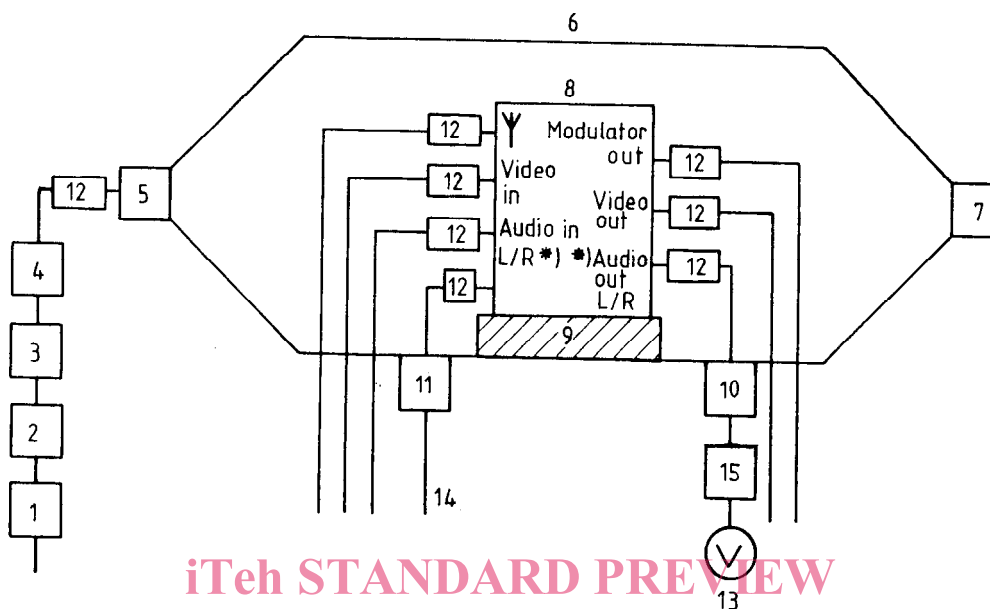 6
8
12
Modulator
out
12
Video
in
12
12
5
12
Video
out
12
7
Audio in
L/R *)
12
*) Audio
out
L/R
12
4
12
9
3
11
10
2
15
1
14
V
iTeh STANDARD PREVIEW
13